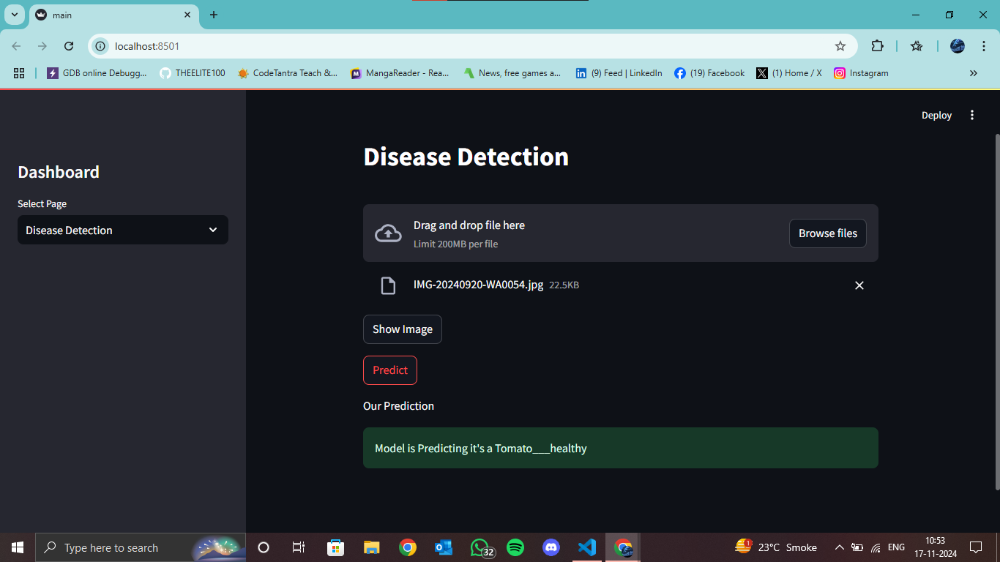 main
localhost:8501
GDB online Debugg...
THEELITE100
CodeTantra Teach &...
MangaReader - Rea...
News, free games a...
(9) Feed | LinkedIn
(19) Facebook
(1) Home / X
Instagram
Deploy
Dashboard
Select Page
Disease Detection
Disease Detection
Drag and drop file here
Limit 200MB per file
Browse files
IMG-20240920-WA0054.jpg 22.5KB
Show Image
Predict
Our Prediction
Model is Predicting it's a Tomato___healthy
Type here to search
32
1
23°C Smoke
ENG
10:53
17-11-2024